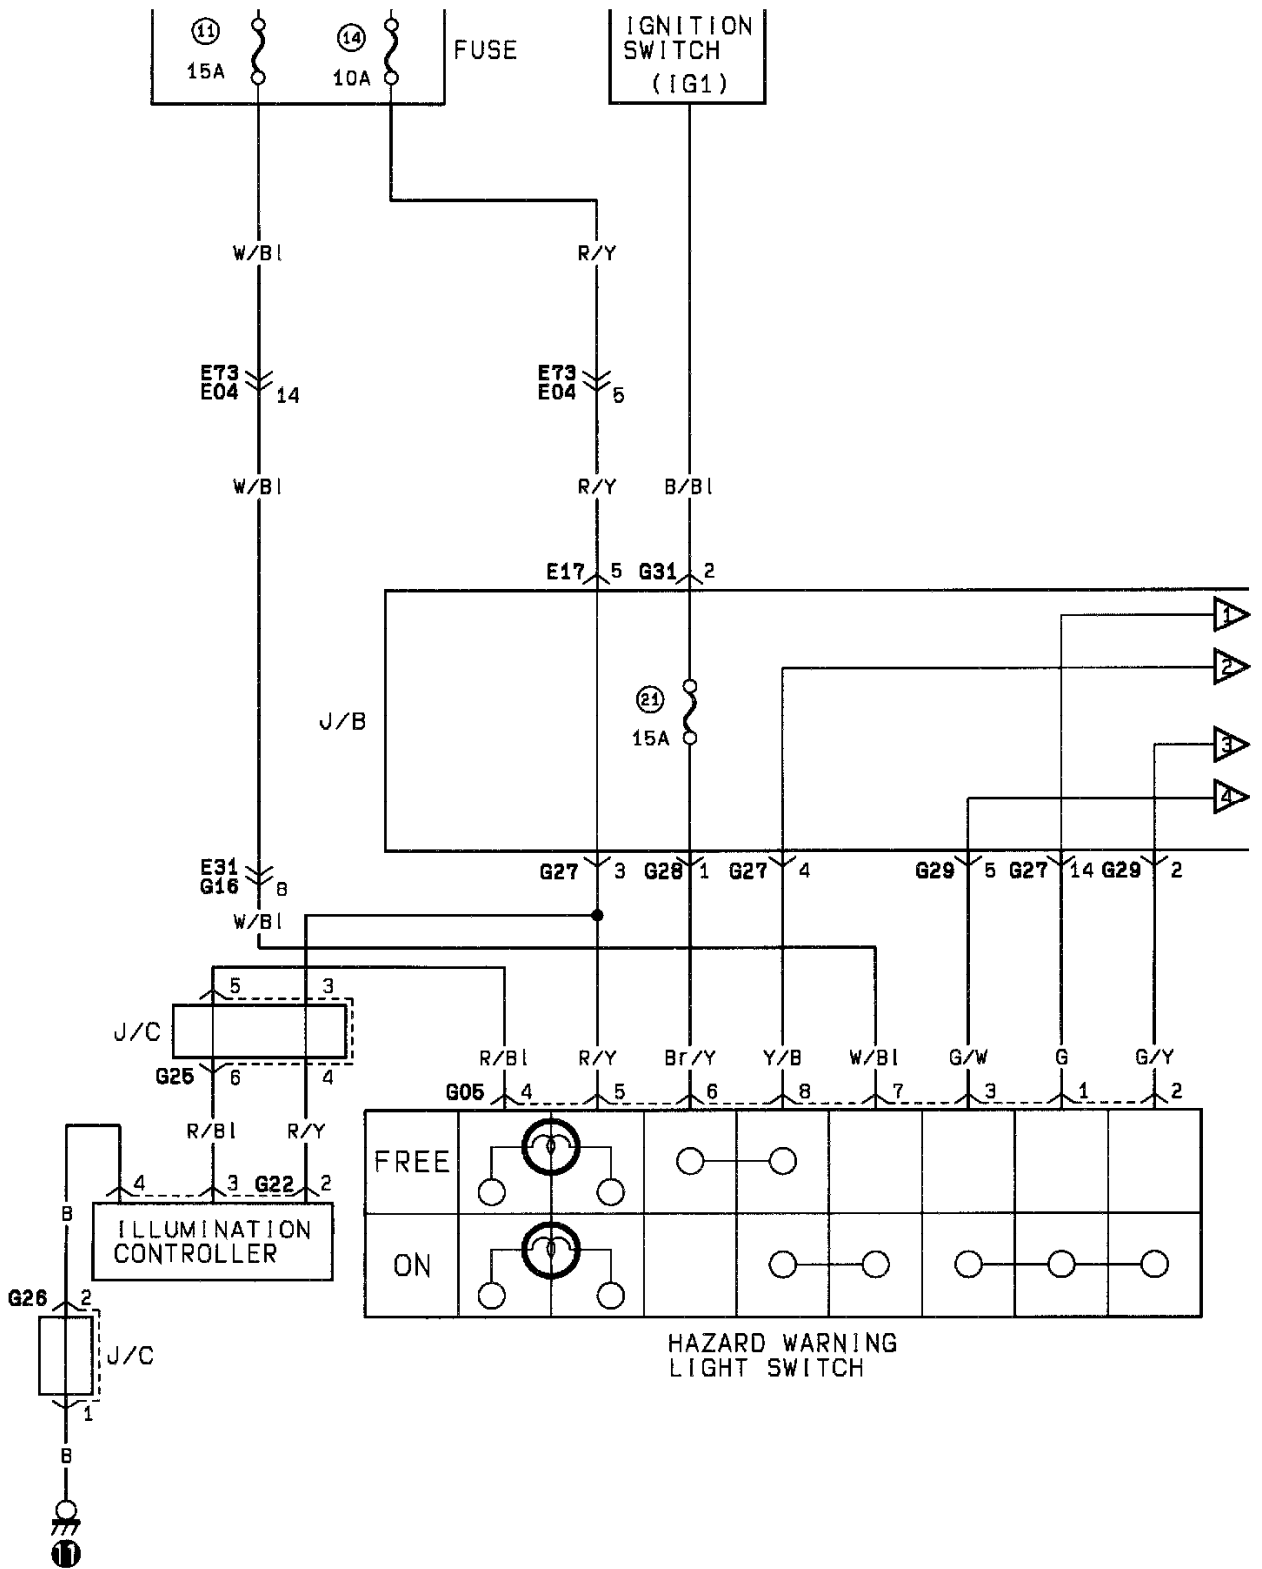 11
15A
14
10A
FUSE
IGNITION
SWITCH
(IG1)
W/Bl
R/Y
E73
E04
14
E73
E04
5
W/Bl
R/Y
B/Bl
E17
5
G31
2
1
2
21
15A
J/B
3
4
E31
G16
8
G27
3
G28
1
G27
4
G29
5
G27
14
G29
2
W/Bl
5
3
J/C
G25
6
4
R/Bl
R/Y
Br/Y
Y/B
W/Bl
G/W
G
G/Y
G05
4
5
6
8
7
3
1
2
R/Bl
R/Y
FREE
4
3
G22
2
B
ILLUMINATION
CONTROLLER
ON
G26
2
J/C
HAZARD WARNING
LIGHT SWITCH
1
B
11